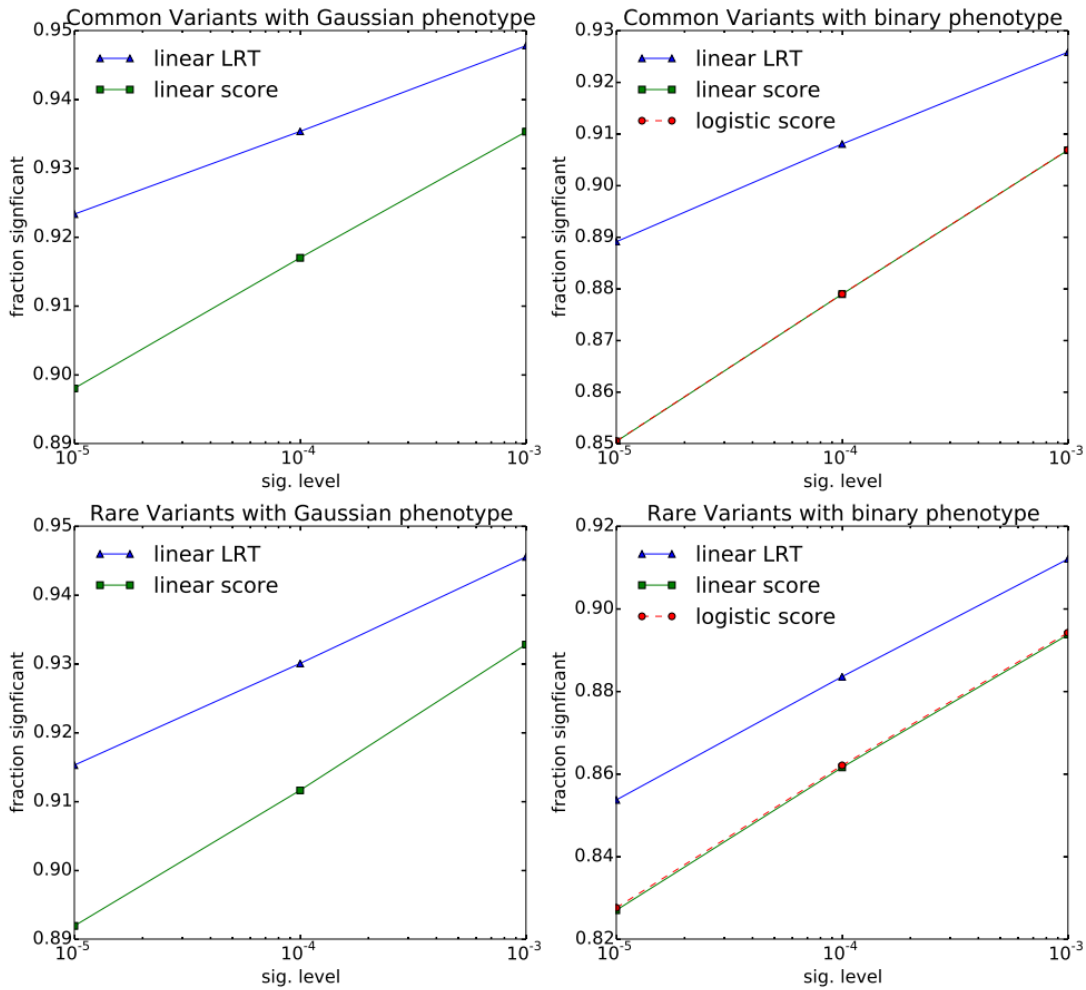 Common Variants with Gaussian phenotype
0.95
0.94
0.93
0.92
0.91
0.90
0.89
fraction signficant
linear LRT
linear score
10^-5
10^-4
10^-3
sig. level
Common Variants with binary phenotype
0.93
0.92
0.91
0.90
0.89
0.88
0.87
0.86
0.85
fraction signficant
linear LRT
linear score
logistic score
10^-5
10^-4
10^-3
sig. level
Rare Variants with Gaussian phenotype
0.95
0.94
0.93
0.92
0.91
0.90
0.89
fraction signficant
linear LRT
linear score
10^-5
10^-4
10^-3
sig. level
Rare Variants with binary phenotype
0.92
0.90
0.88
0.86
0.84
0.82
fraction signficant
linear LRT
linear score
logistic score
10^-5
10^-4
10^-3
sig. level